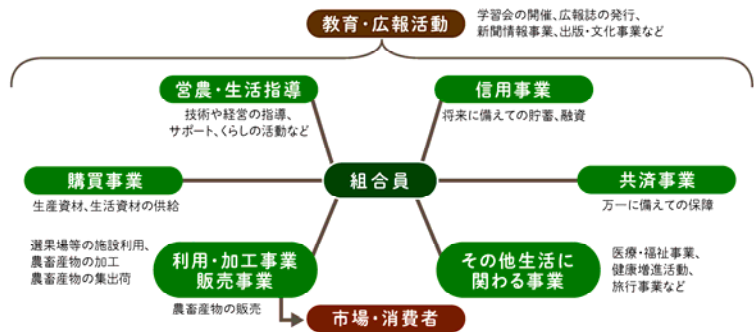 教育・広報活動
学習会の開催、広報誌の発行、
新聞情報事業、出版・文化事業など
営農・生活指導
技術や経営の指導、
サポート、くらしの活動など
信用事業
将来に備えての貯蓄、融資
購買事業
生産資材、生活資材の供給
組合員
共済事業
万一に備えての保障
選果場等の施設利用、
農畜産物の加工
農畜産物の集出荷
利用・加工事業
販売事業
農畜産物の販売
その他生活に
関わる事業
医療・福祉事業、
健康増進活動、
旅行事業など
市場・消費者